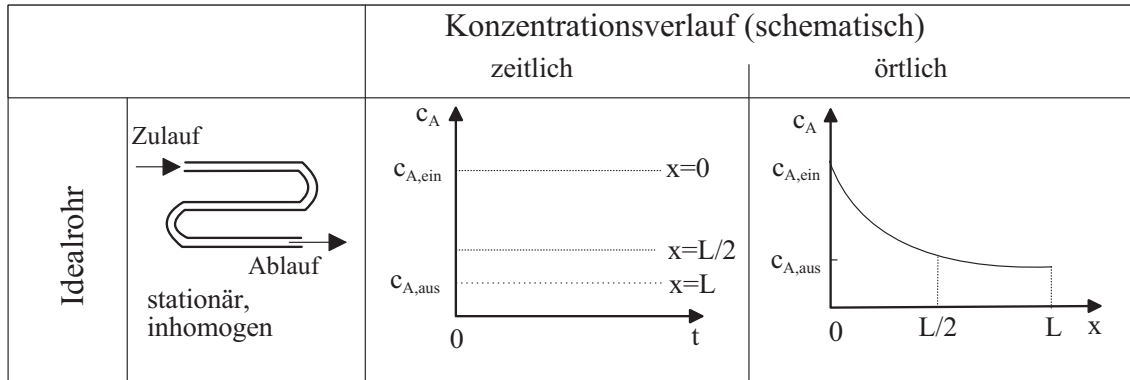 Konzentrationsverlauf (schematisch)
zeitlich
örtlich
Idealrohr
Zulauf
Ablauf
stationär,
inhomogen
c_A
c_A,ein
x=0
x=L/2
c_A,aus
x=L
0
t
c_A
c_A,ein
c_A,aus
0
L/2
L
x